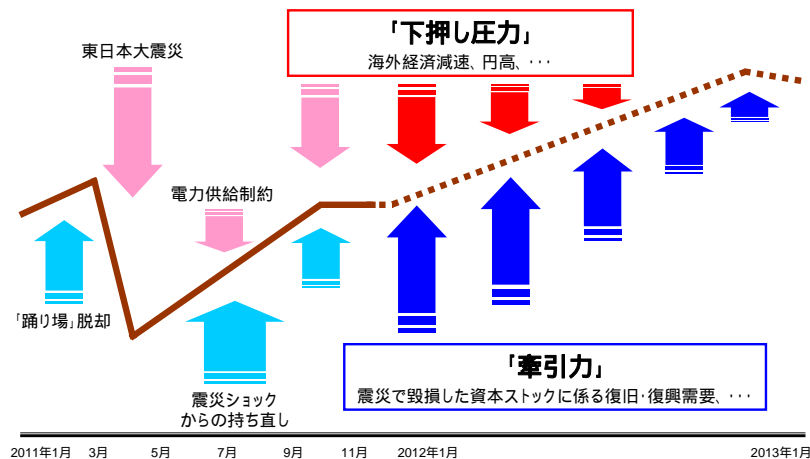 「下押し圧力」
海外経済減速、円高、･･･
東日本大震災
電力供給制約
「踊り場」脱却
震災ショック
からの持ち直し
「牽引力」
震災で毀損した資本ストックに係る復旧・復興需要、･･･
2011年1月 3月 5月 7月 9月 11月 2012年1月 2013年1月